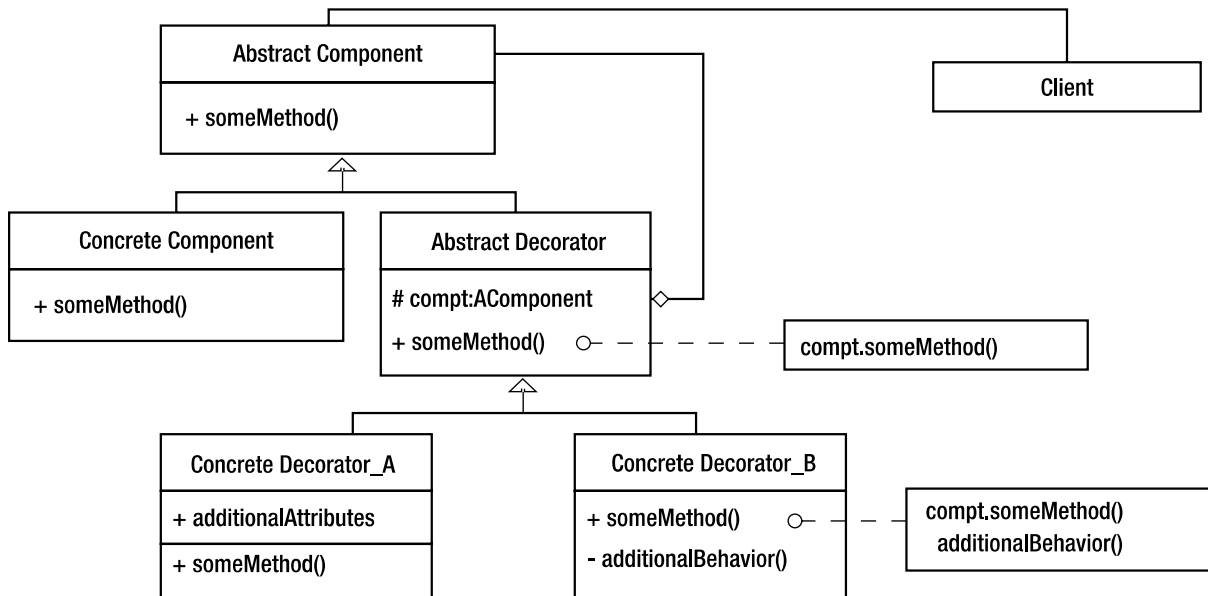 Abstract Component
+ someMethod()
Client
Concrete Component
+ someMethod()
Abstract Decorator
# compt:AComponent
+ someMethod()
compt.someMethod()
Concrete Decorator_A
+ additionalAttributes
+ someMethod()
Concrete Decorator_B
+ someMethod()
- additionalBehavior()
compt.someMethod()
additionalBehavior()